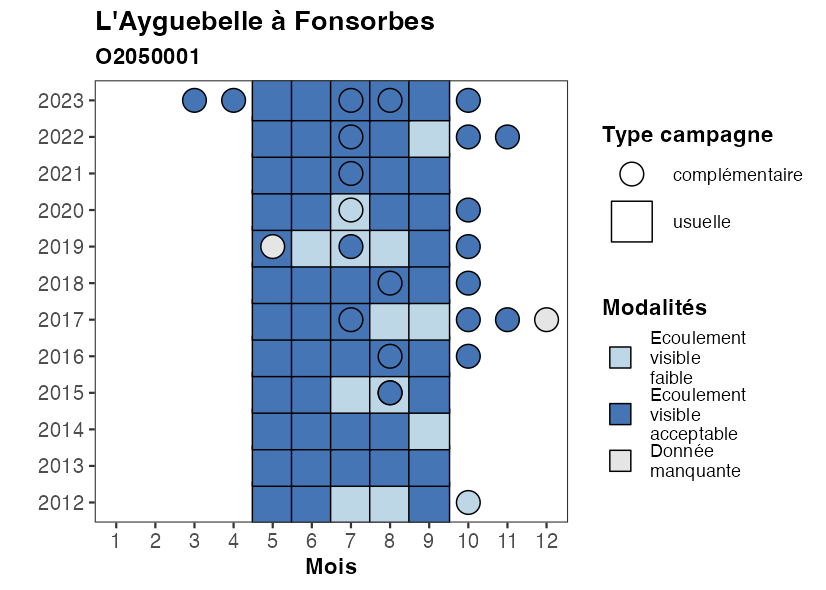 L'Ayguebelle à Fonsorbes
O2050001
2023
2022
2021
2020
2019
2018
2017
2016
2015
2014
2013
2012
1 2 3 4 5 6 7 8 9 10 11 12
Mois
Type campagne
complémentaire
usuelle
Modalités
Ecoulement
visible
faible
Ecoulement
visible
acceptable
Donnée
manquante